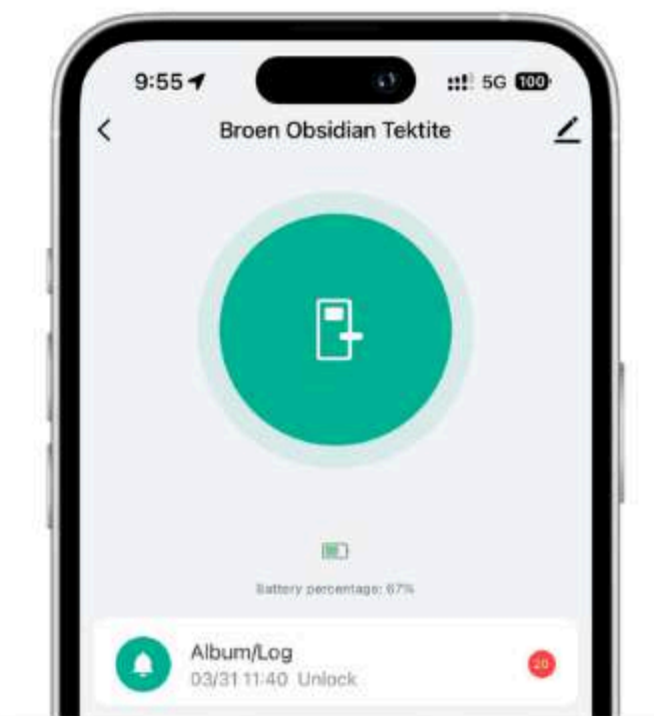 9:55 5G 100
Broen Obsidian Tektite
Battery percentage: 67%
Album/Log
03/31 11:40 Unlock
20